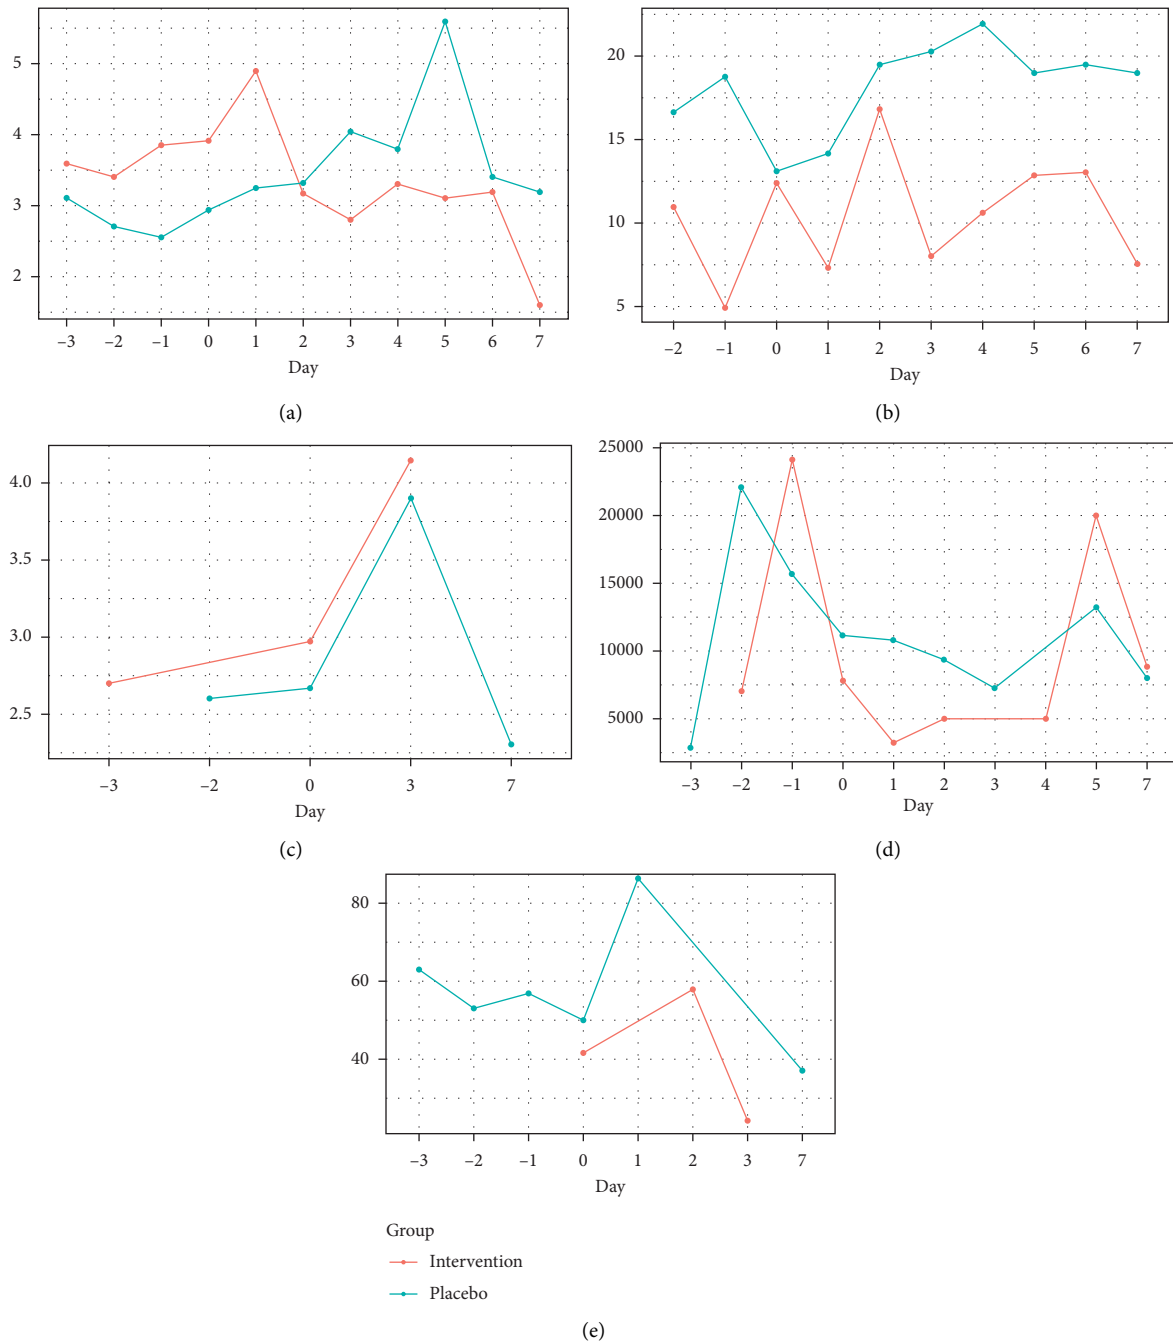 5
4
3
2
–3 –2 –1 0 1 2 3 4 5 6 7
Day
(a)
20
15
10
5
–2 –1 0 1 2 3 4 5 6 7
Day
(b)
4.0
3.5
3.0
2.5
–3 –2 0 3 7
Day
(c)
25000
20000
15000
10000
5000
–3 –2 –1 0 1 2 3 4 5 7
Day
(d)
80
60
40
–3 –2 –1 0 1 2 3 7
Day
Group
Intervention
Placebo
(e)